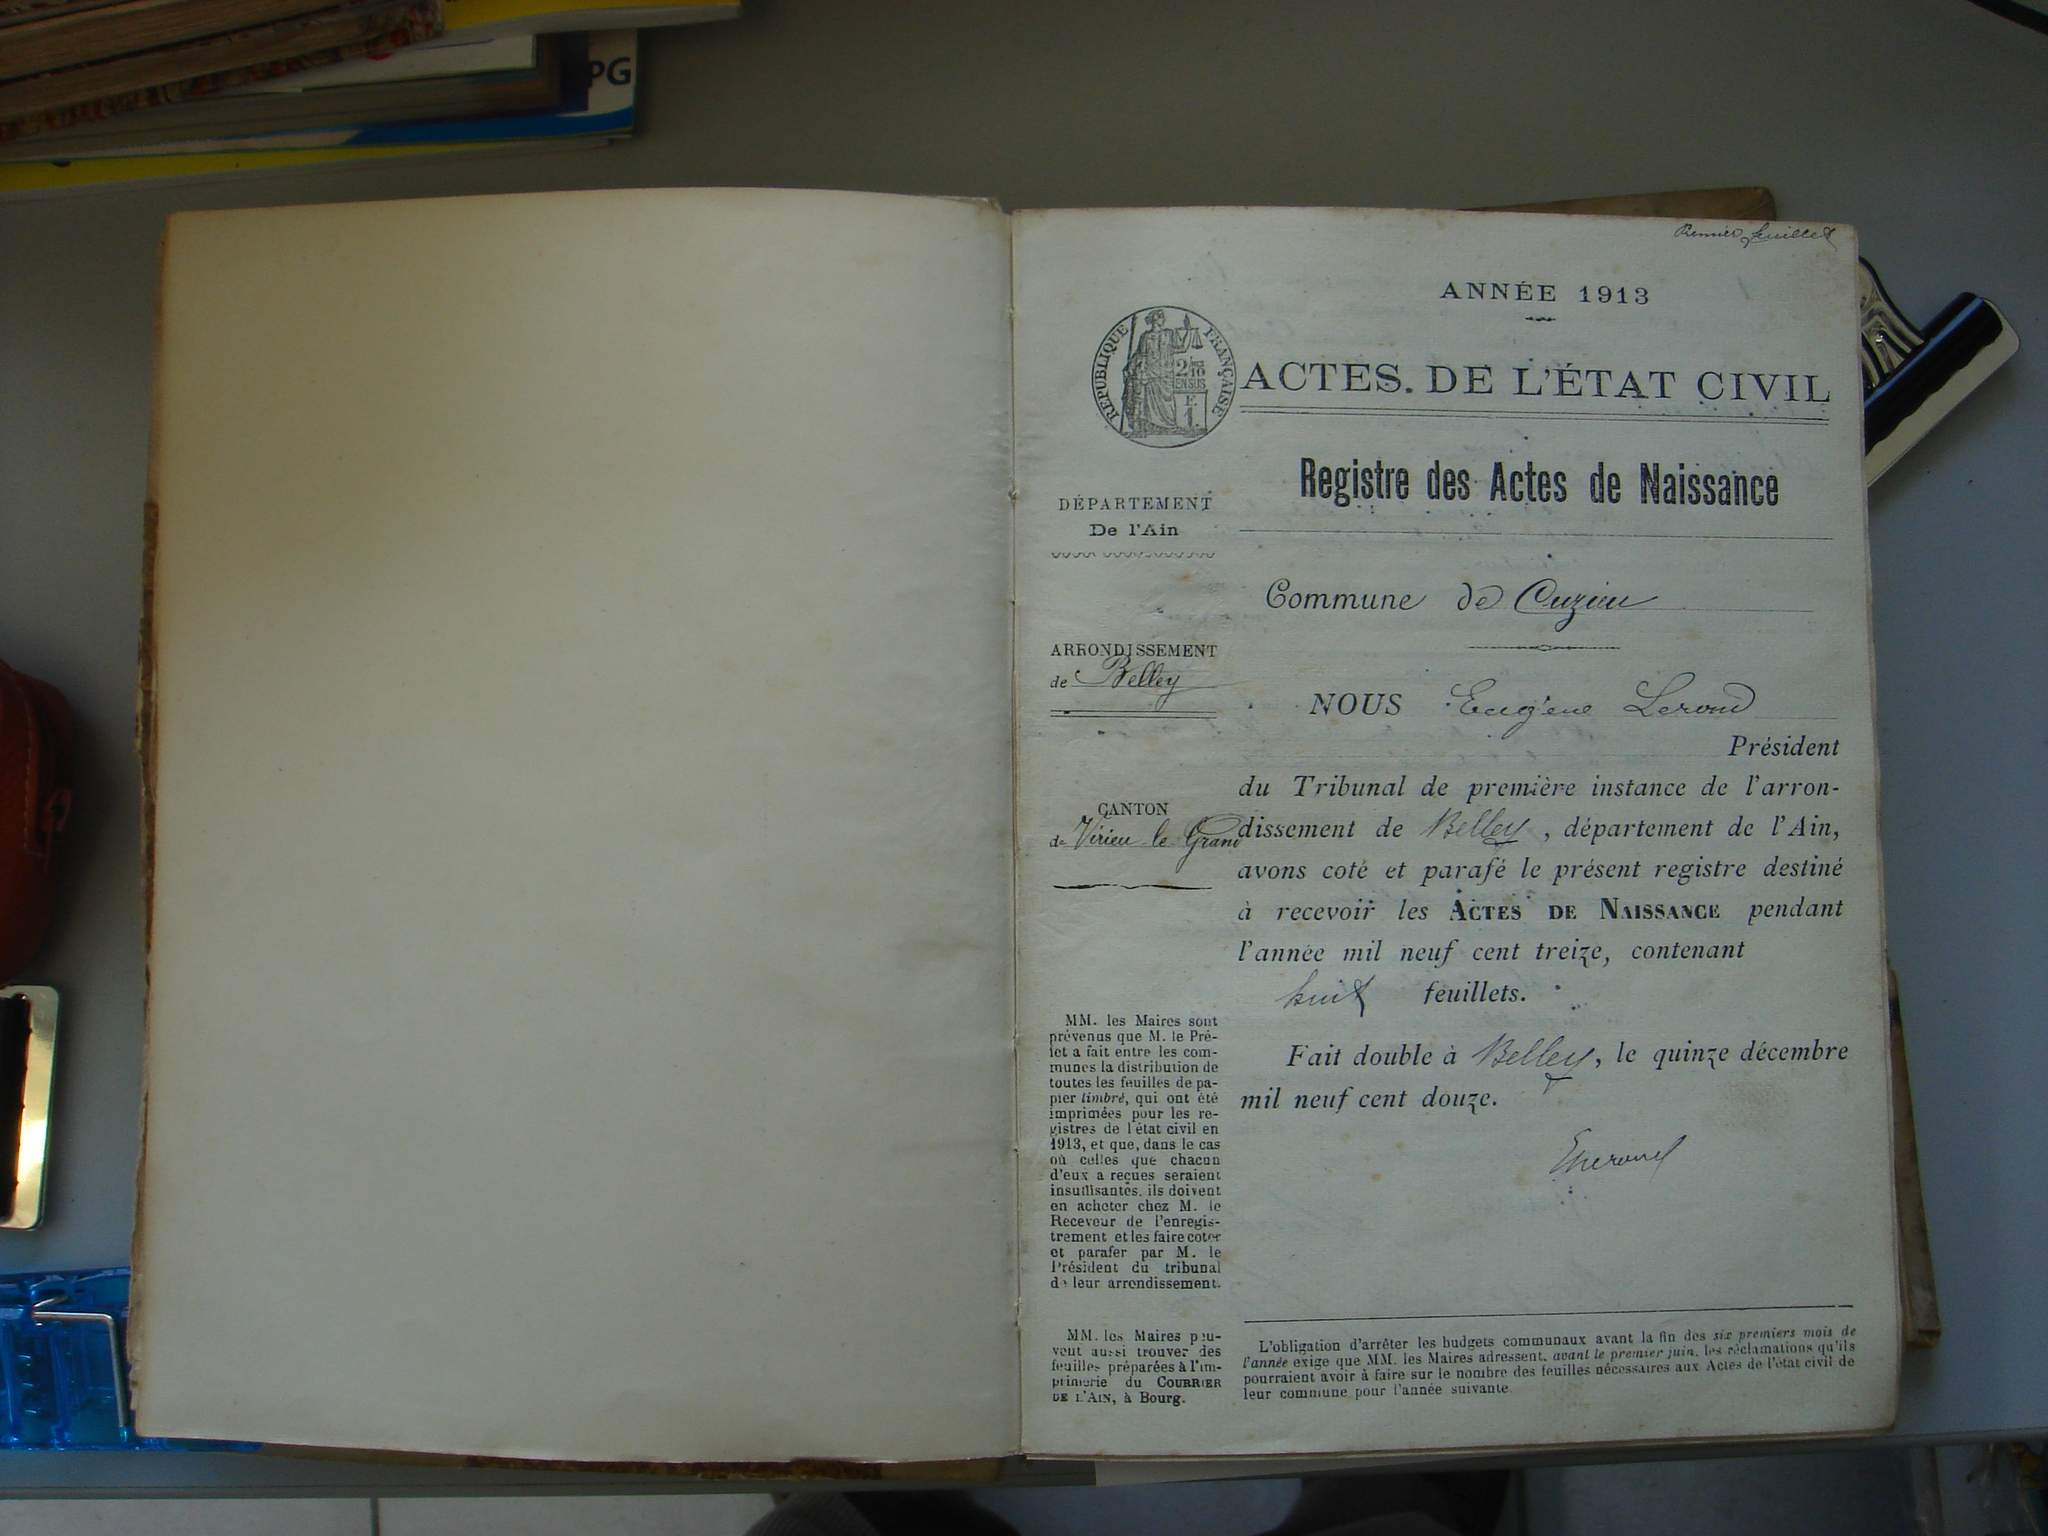 PG
Premier feuillet
ANNÉE 1913
RÉPUBLIQUE FRANÇAISE
2/10
EN SUS
F.
1.
ACTES DE L'ÉTAT CIVIL
Registre des Actes de Naissance
DÉPARTEMENT
De l'Ain
Commune de Cuzieu
ARRONDISSEMENT
de Belley
CANTON
de Virieu le Grand
NOUS Eugène Lerond
Président
du Tribunal de première instance de l'arron-
dissement de Belley, département de l'Ain,
avons coté et parafé le présent registre destiné
à recevoir les ACTES DE NAISSANCE pendant
l'année mil neuf cent treize, contenant
huit feuillets.
Fait double à Belley, le quinze décembre
mil neuf cent douze.
MM. les Maires sont
prévenus que M. le Pré-
fet a fait entre les com-
munes la distribution de
toutes les feuilles de pa-
pier timbré, qui ont été
imprimées pour les re-
gistres de l'état civil en
1913, et que, dans le cas
où celles que chacun
d'eux a reçues seraient
insuffisantes, ils doivent
en acheter chez M. le
Receveur de l'enregis-
trement et les faire coter
et parafer par M. le
Président du tribunal
de leur arrondissement.
MM. les Maires peu-
vent aussi trouver des
feuilles préparées à l'im-
primerie du COURRIER
DE L'AIN, à Bourg.
L'obligation d'arrêter les budgets communaux avant la fin des six premiers mois de
l'année exige que MM. les Maires adressent, avant le premier juin, les réclamations qu'ils
pourraient avoir à faire sur le nombre des feuilles nécessaires aux Actes de l'état civil de
leur commune pour l'année suivante.